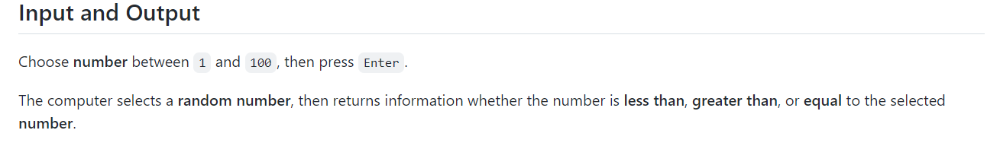 Input and Output
Choose number between 1 and 100, then press Enter.
The computer selects a random number, then returns information whether the number is less than, greater than, or equal to the selected
number.